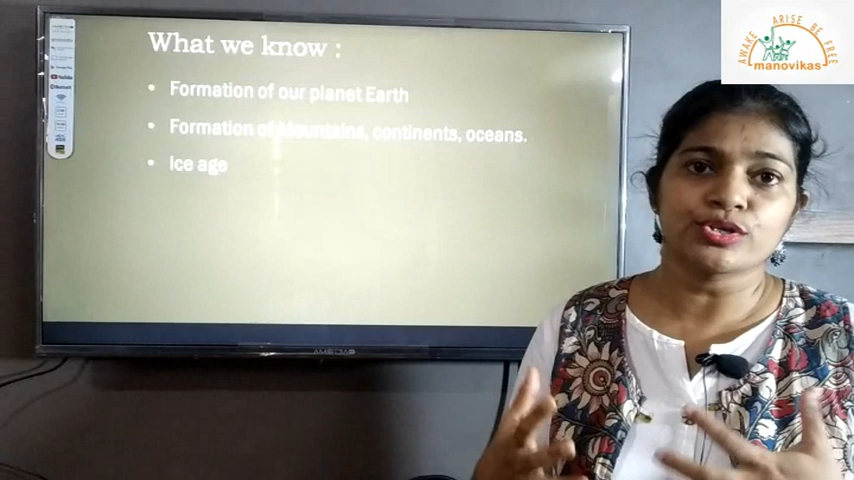 What we know :
• Formation of our planet Earth
• Formation of Mountains, continents, oceans.
• Ice age
AWAKE ARISE BE FREE
manovikas